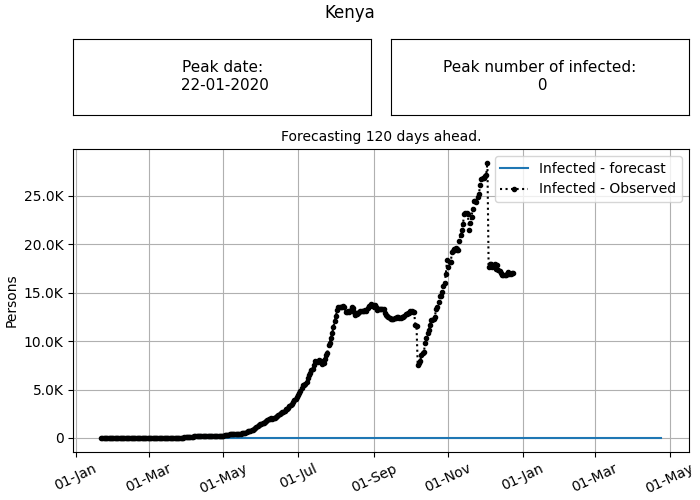 Kenya
Peak date:
22-01-2020
Peak number of infected:
0
Forecasting 120 days ahead.
Infected - forecast
Infected - Observed
25.0K
20.0K
15.0K
10.0K
5.0K
0
Persons
01-Jan
01-Mar
01-May
01-Jul
01-Sep
01-Nov
01-Jan
01-Mar
01-May